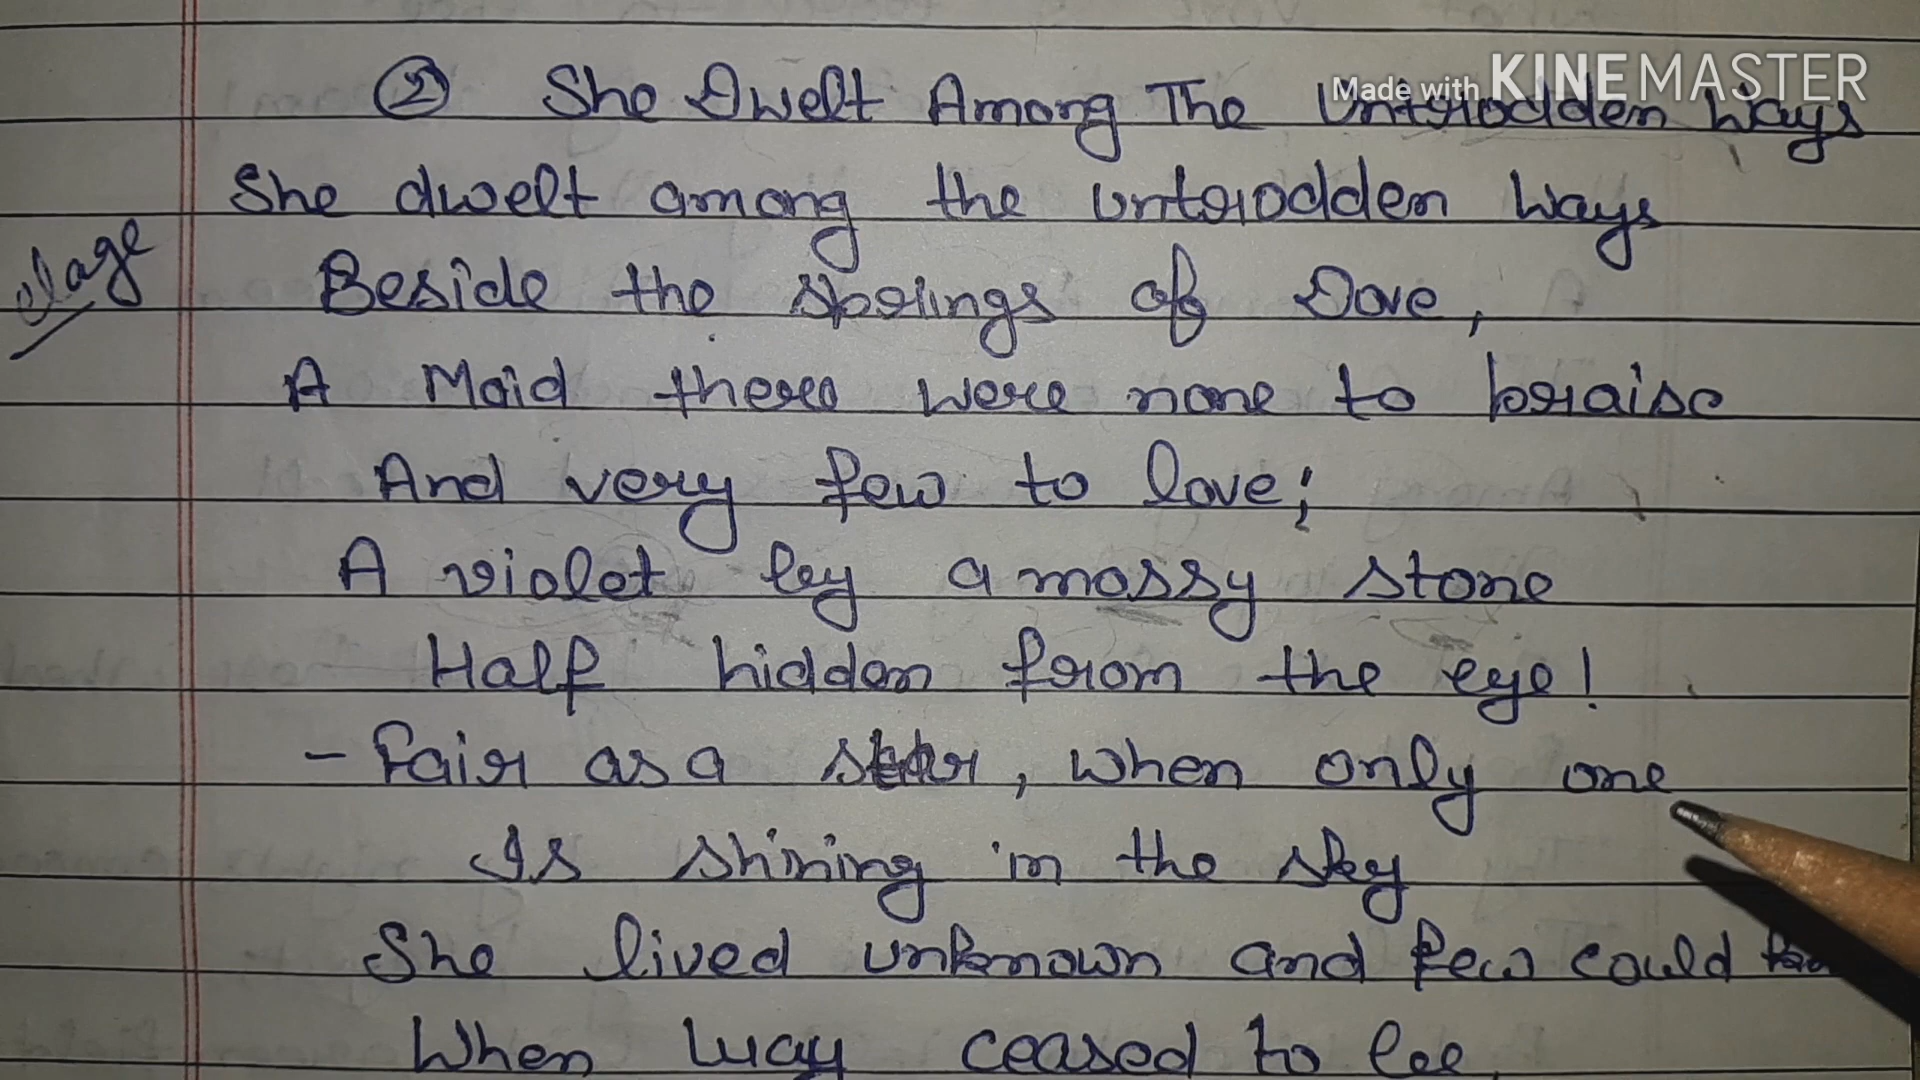 Made with KINEMASTER
② She Dwelt Among The Untrodden Ways
She dwelt among the untrodden ways
Beside the springs of Dove,
A Maid there were none to praise
And very few to love;
A violet by a mossy stone
Half hidden from the eye!
- Fair as a star, when only one
Is shining in the sky
She lived unknown and few could
When Lucy ceased to be,